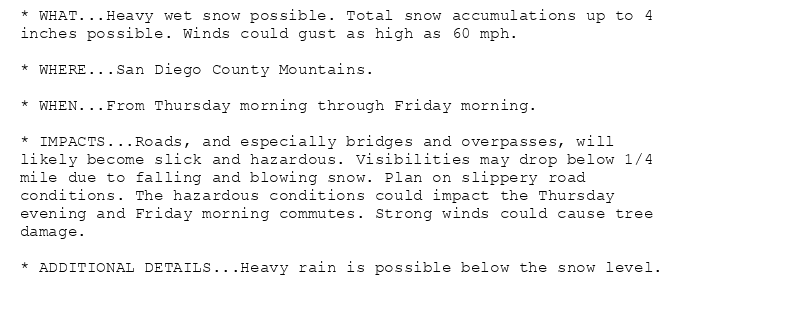 * WHAT...Heavy wet snow possible. Total snow accumulations up to 4
inches possible. Winds could gust as high as 60 mph.
* WHERE...San Diego County Mountains.
* WHEN...From Thursday morning through Friday morning.
* IMPACTS...Roads, and especially bridges and overpasses, will
likely become slick and hazardous. Visibilities may drop below 1/4
mile due to falling and blowing snow. Plan on slippery road
conditions. The hazardous conditions could impact the Thursday
evening and Friday morning commutes. Strong winds could cause tree
damage.
* ADDITIONAL DETAILS...Heavy rain is possible below the snow level.